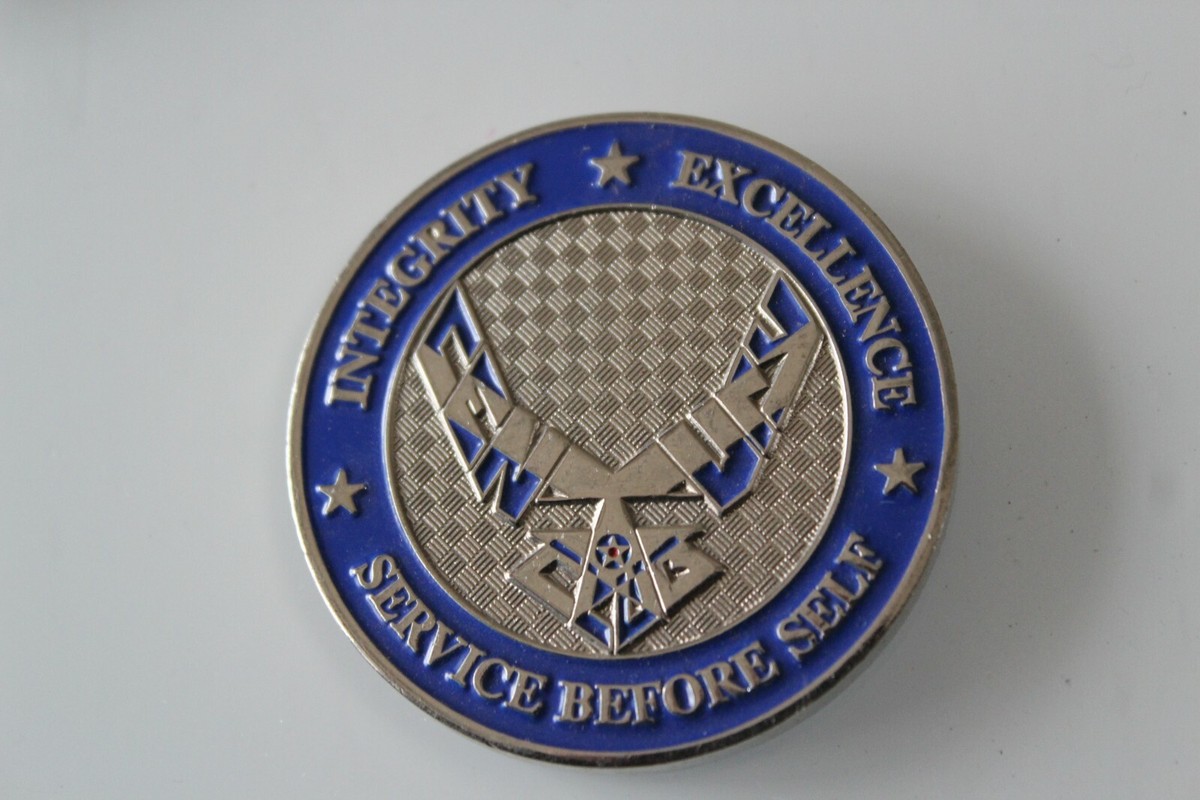 INTEGRITY
EXCELLENCE
SERVICE BEFORE SELF